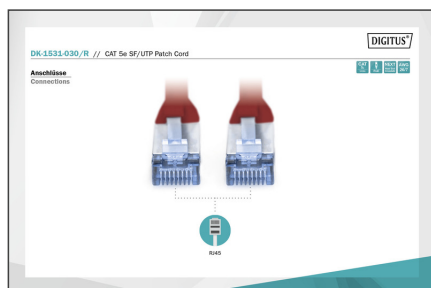 DIGITUS®
DK-1531-030/R // CAT 5e SF/UTP Patch Cord
Anschlüsse
Connections
RJ45